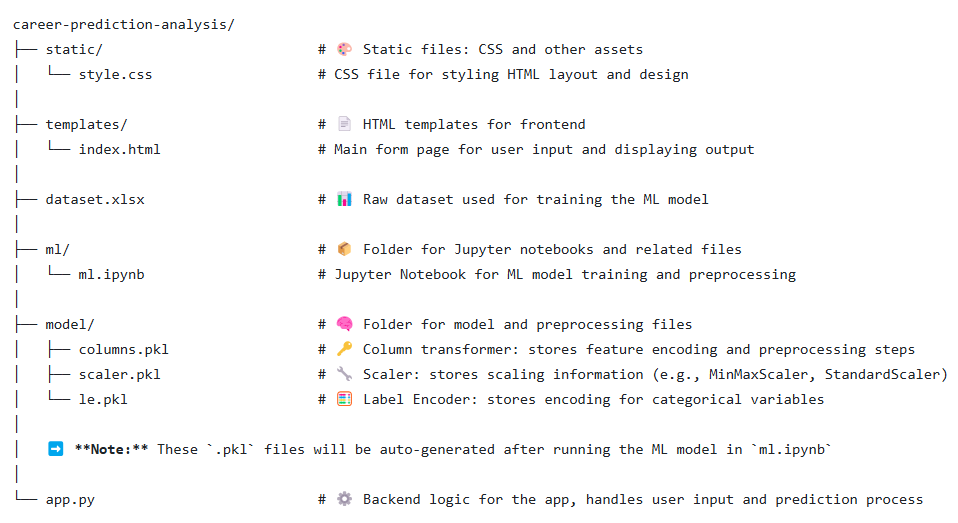 career-prediction-analysis/
├── static/                          # 🎨 Static files: CSS and other assets
│   └── style.css                    # CSS file for styling HTML layout and design
│
├── templates/                       # 📄 HTML templates for frontend
│   └── index.html                   # Main form page for user input and displaying output
│
├── dataset.xlsx                     # 📊 Raw dataset used for training the ML model
│
├── ml/                              # 📦 Folder for Jupyter notebooks and related files
│   └── ml.ipynb                     # Jupyter Notebook for ML model training and preprocessing
│
├── model/                           # 🧠 Folder for model and preprocessing files
│   ├── columns.pkl                  # 🔑 Column transformer: stores feature encoding and preprocessing steps
│   ├── scaler.pkl                   # 🔧 Scaler: stores scaling information (e.g., MinMaxScaler, StandardScaler)
│   └── le.pkl                       # 🧮 Label Encoder: stores encoding for categorical variables
│
│   ➡️ **Note:** These `.pkl` files will be auto-generated after running the ML model in `ml.ipynb`
│
└── app.py                           # ⚙️ Backend logic for the app, handles user input and prediction process